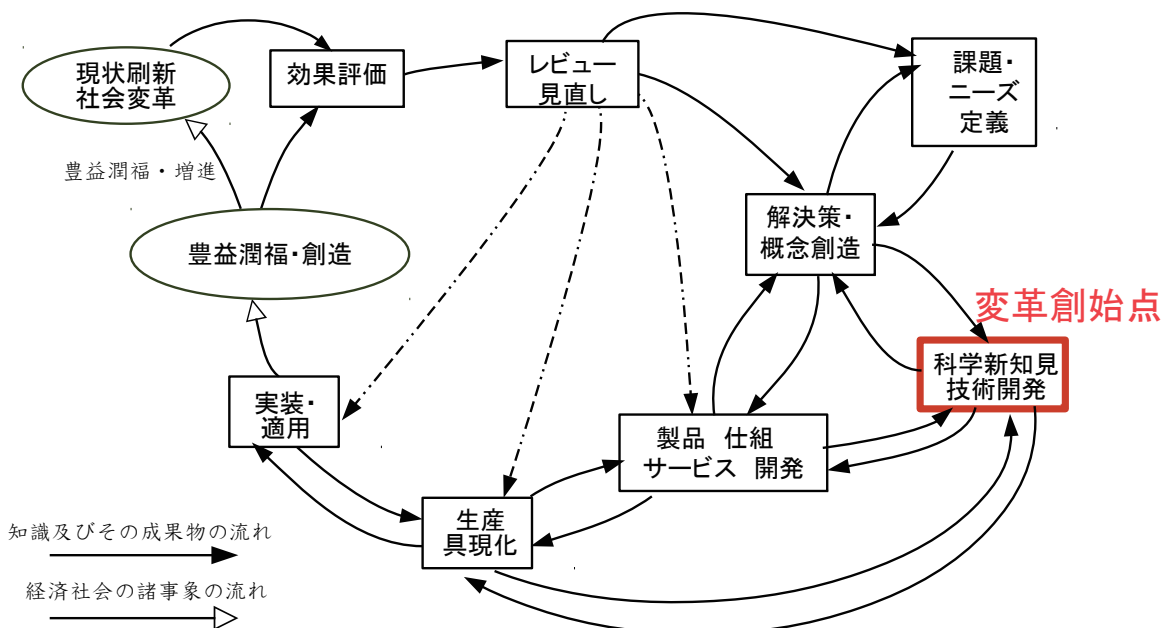 現状刷新
社会変革
効果評価
レビュー
見直し
課題・
ニーズ
定義
豊益潤福・増進
解決策・
概念創造
豊益潤福・創造
変革創始点
科学新知見
技術開発
実装・
適用
製品 仕組
サービス 開発
生産
具現化
知識及びその成果物の流れ
経済社会の諸事象の流れ